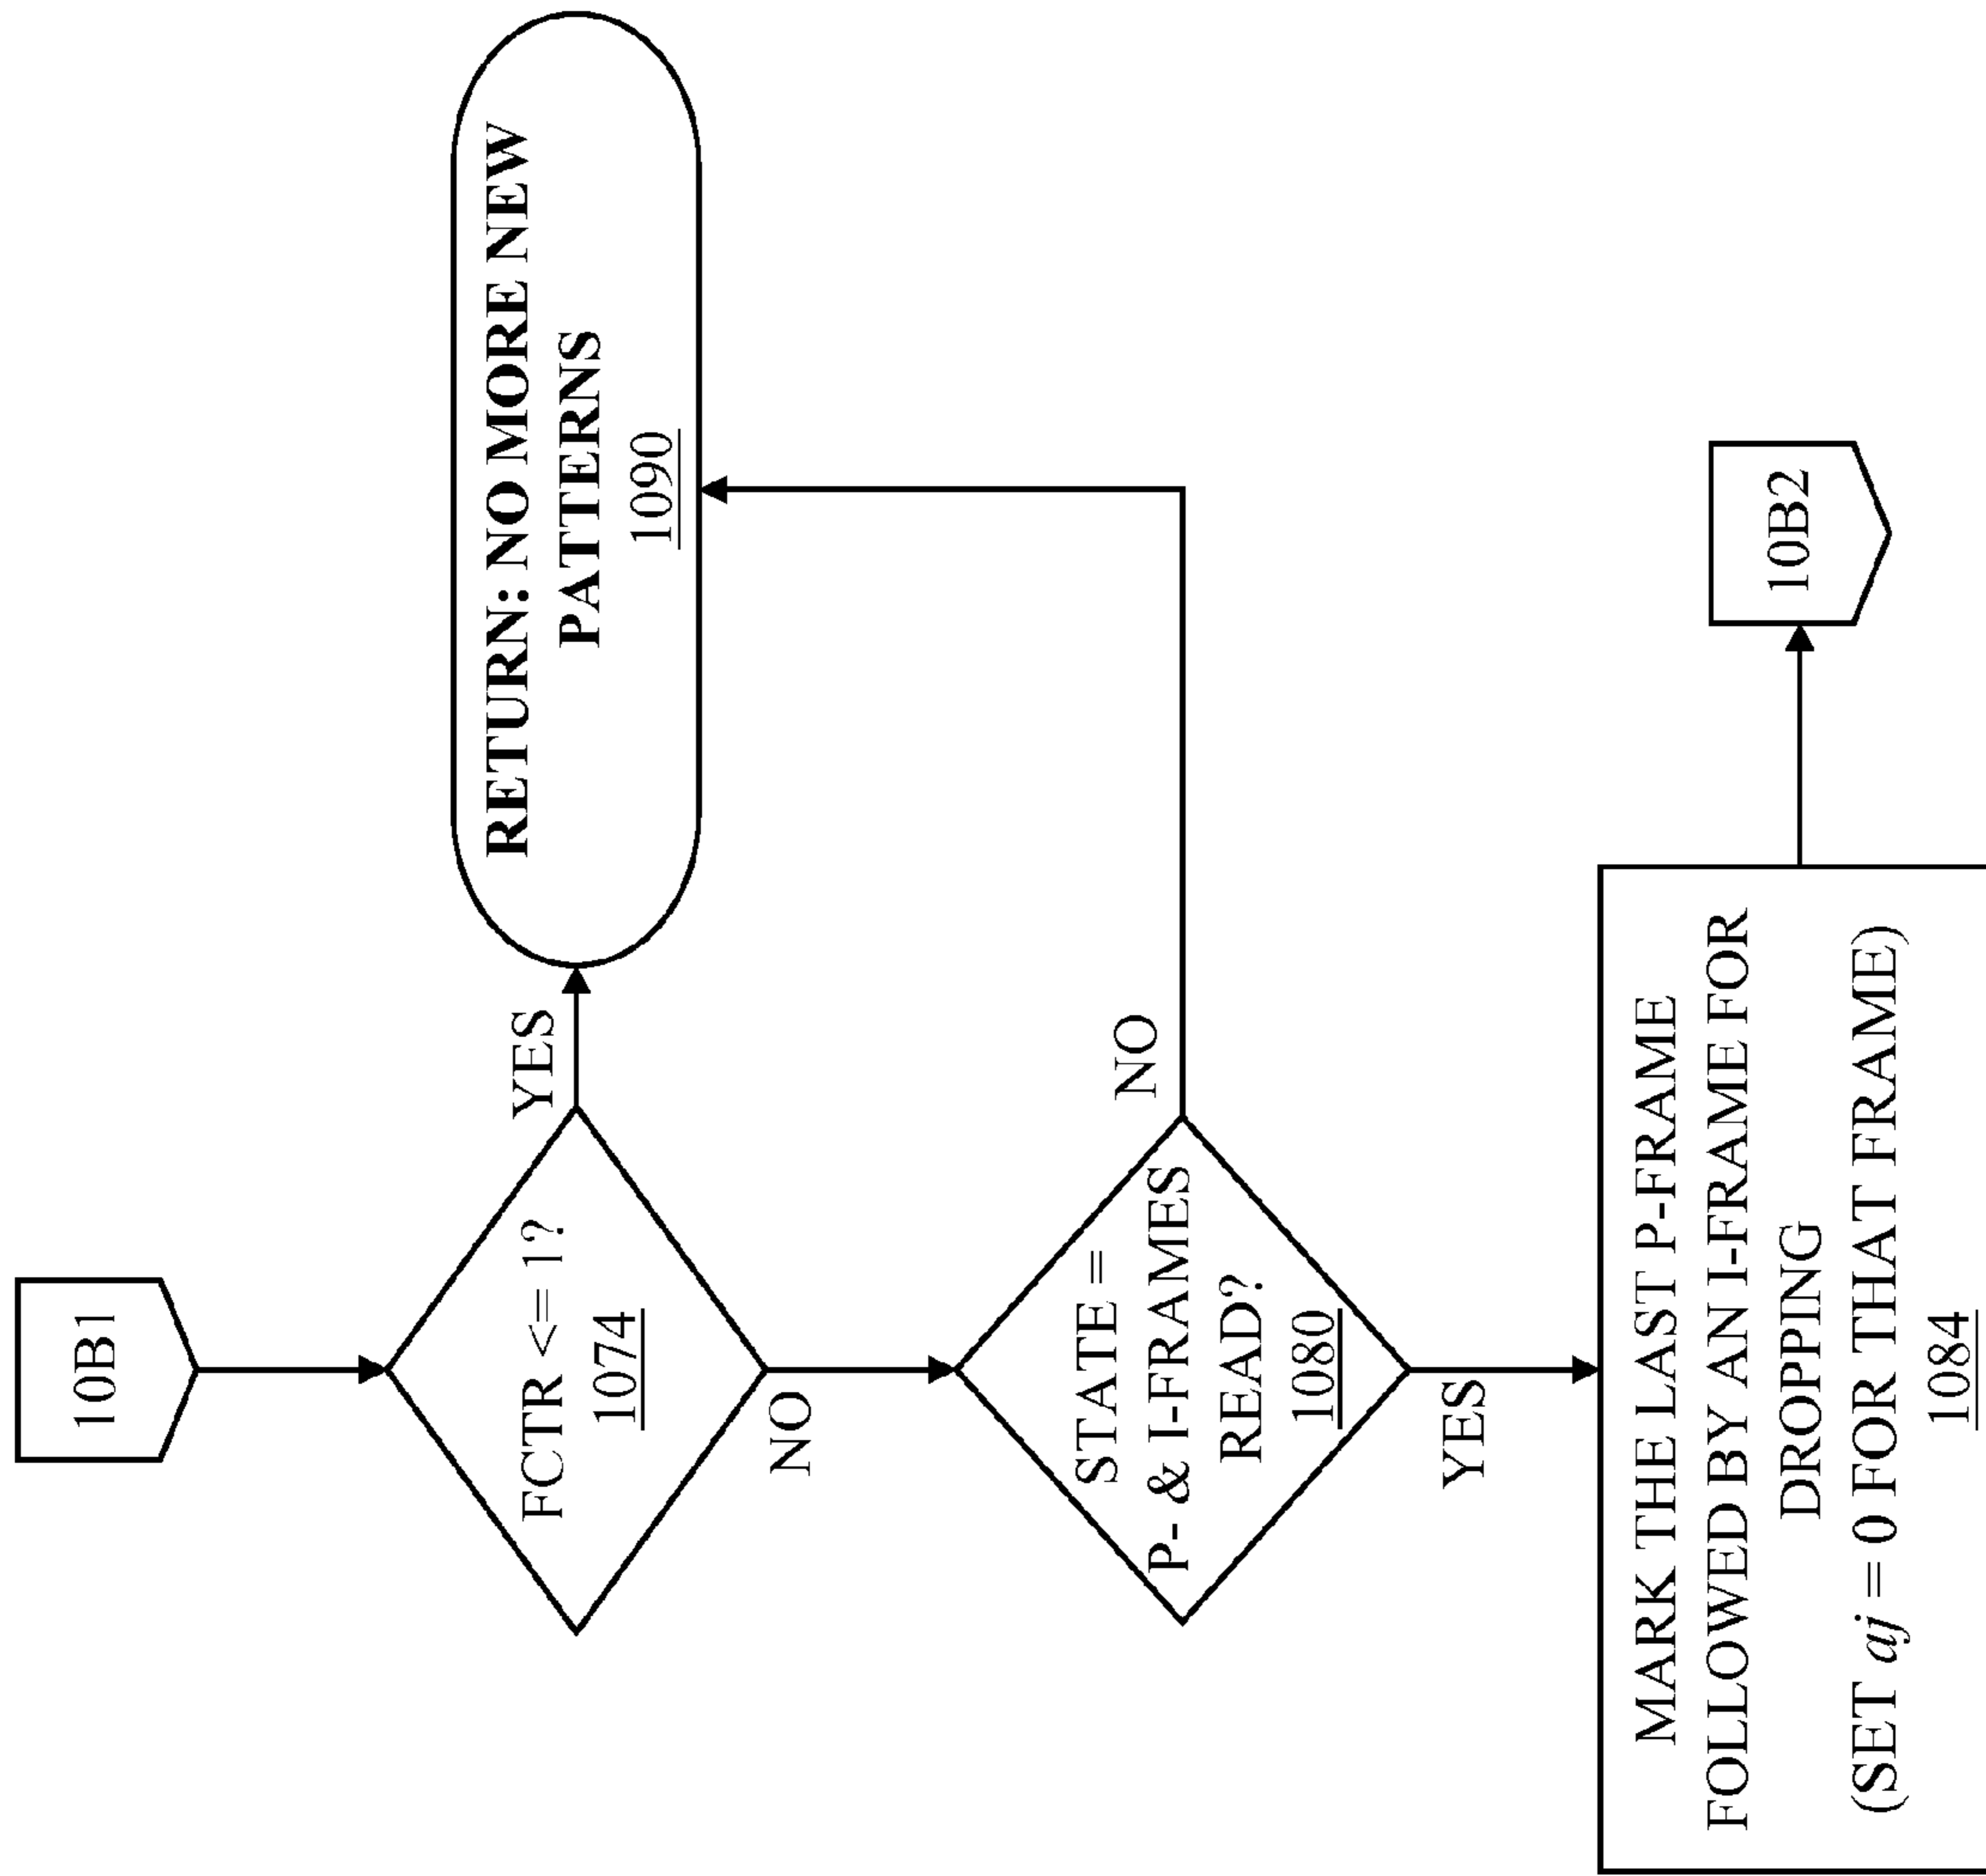 10B1
FCTR <= 1?
1074
YES
NO
RETURN: NO MORE NEW
PATTERNS
1090
STATE =
P- & I-FRAMES
READ?
1080
NO
YES
MARK THE LAST P-FRAME
FOLLOWED BY AN I-FRAME FOR
DROPPING
(SET aj = 0 FOR THAT FRAME)
1084
10B2